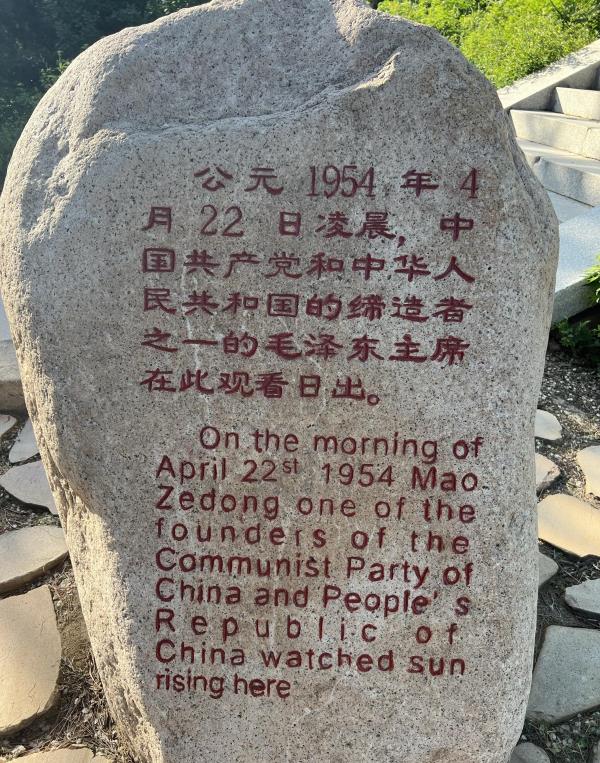 公元 1954 年 4
月 22 日凌晨，中
国共产党和中华人
民共和国的缔造者
之一的毛泽东主席
在此观看日出。
On the morning of
April 22st 1954 Mao
Zedong one of the
founders of the
Communist Party of
China and People's
Republic of
China watched sun
rising here